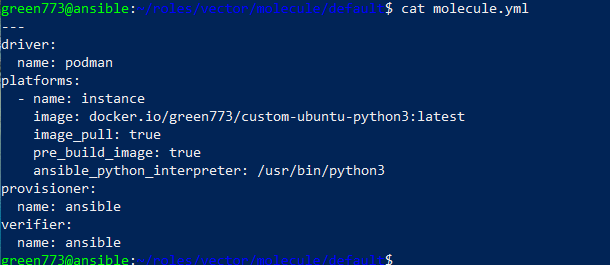 green773@ansible:~/roles/vector/molecule/default$ cat molecule.yml
---
driver:
  name: podman
platforms:
  - name: instance
    image: docker.io/green773/custom-ubuntu-python3:latest
    image_pull: true
    pre_build_image: true
    ansible_python_interpreter: /usr/bin/python3
provisioner:
  name: ansible
verifier:
  name: ansible
green773@ansible:~/roles/vector/molecule/default$